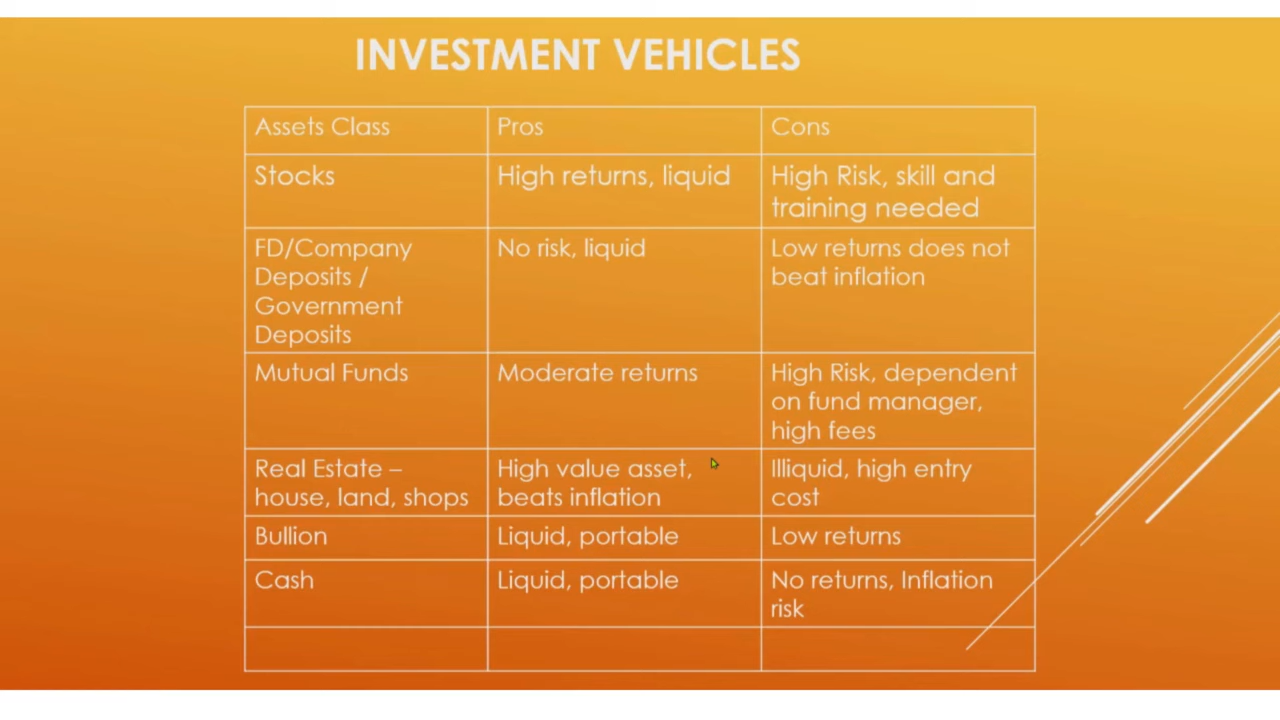 INVESTMENT VEHICLES
Assets Class
Pros
Cons
Stocks
High returns, liquid
High Risk, skill and
training needed
FD/Company
Deposits /
Government
Deposits
No risk, liquid
Low returns does not
beat inflation
Mutual Funds
Moderate returns
High Risk, dependent
on fund manager,
high fees
Real Estate –
house, land, shops
High value asset,
beats inflation
Illiquid, high entry
cost
Bullion
Liquid, portable
Low returns
Cash
Liquid, portable
No returns, Inflation
risk